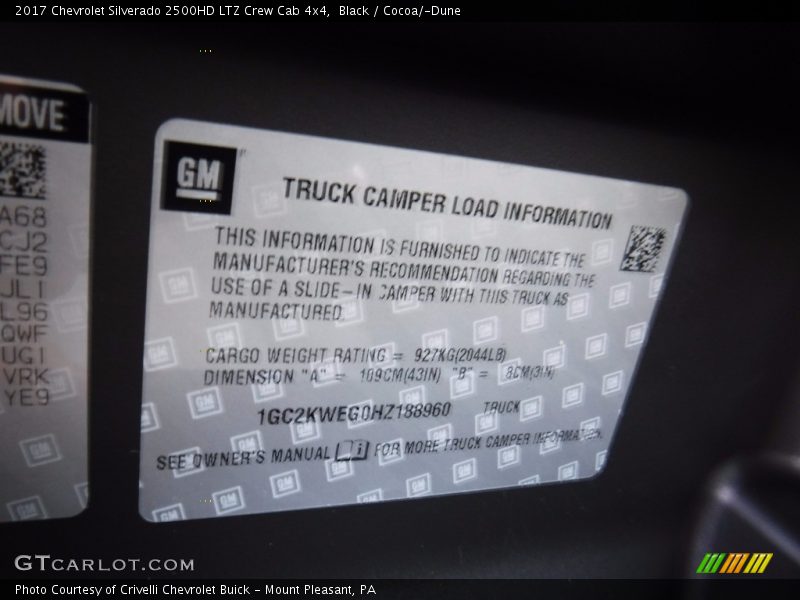 2017 Chevrolet Silverado 2500HD LTZ Crew Cab 4x4, Black / Cocoa/-Dune
MOVE
A68
CJ2
FE9
JL1
L96
QWF
UG1
VRK
YE9
GM
TRUCK CAMPER LOAD INFORMATION
THIS INFORMATION IS FURNISHED TO INDICATE THE
MANUFACTURER'S RECOMMENDATION REGARDING THE
USE OF A SLIDE-IN CAMPER WITH THIS TRUCK AS
MANUFACTURED.
CARGO WEIGHT RATING = 927KG(2044LB)
DIMENSION "A" = 109CM(43IN) "B" = 8CM(3IN)
1GC2KWEG0HZ188960 TRUCK
SEE OWNER'S MANUAL i FOR MORE TRUCK CAMPER INFORMATION.
GTCARLOT.COM
Photo Courtesy of Crivelli Chevrolet Buick - Mount Pleasant, PA